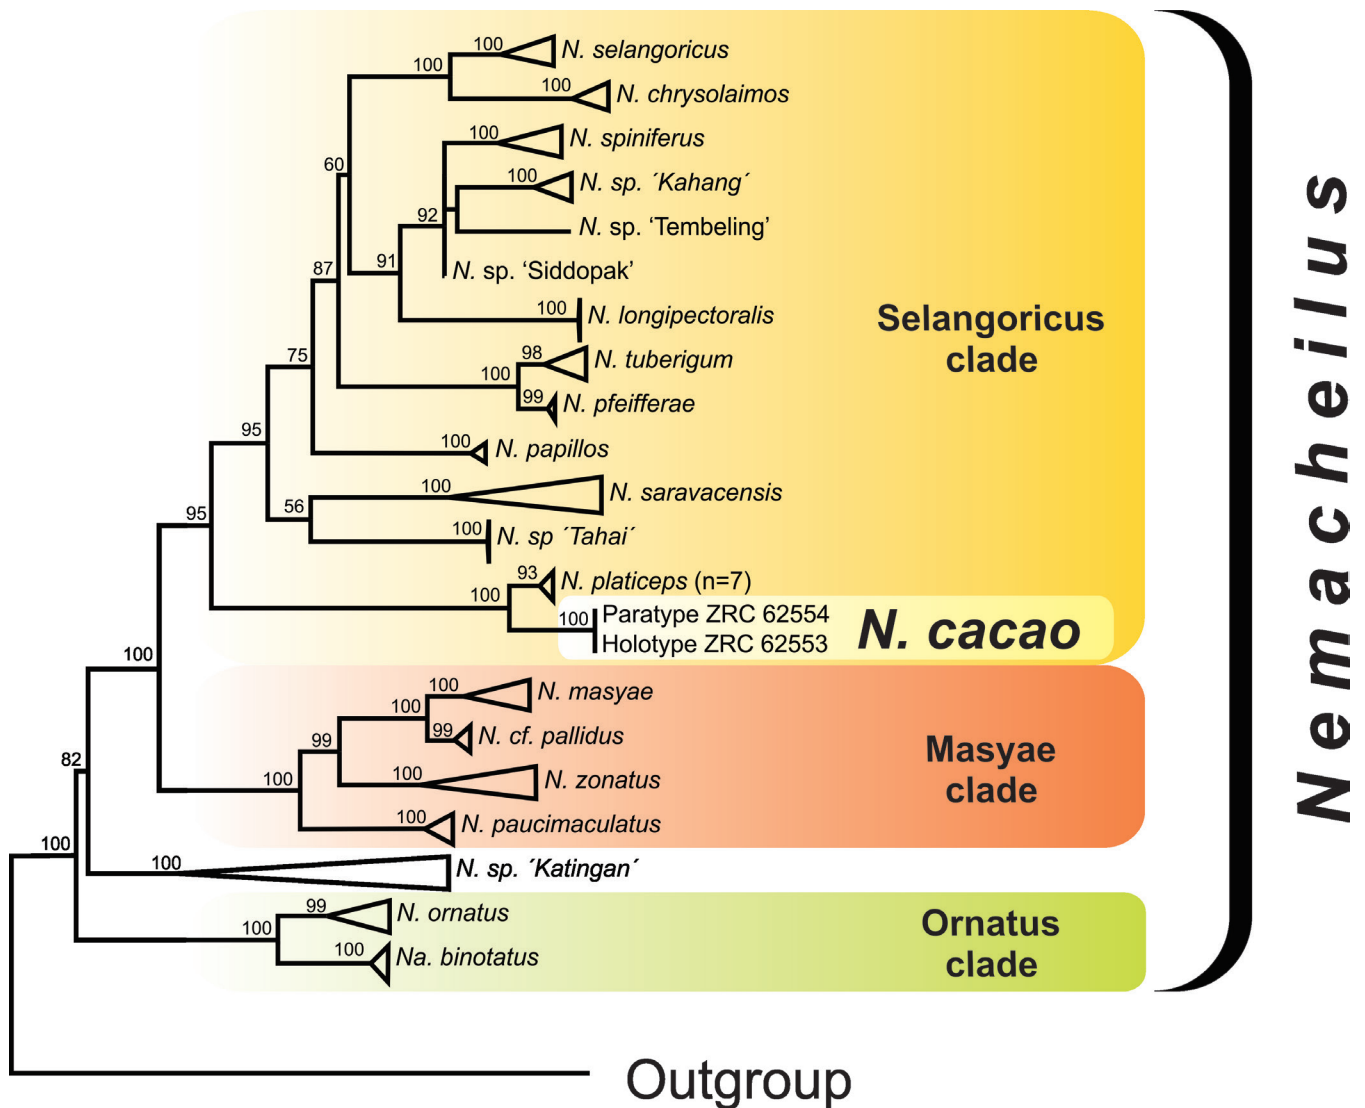 100
N. selangoricus
100
100
N. chrysolaimos
100
N. spiniferus
60
100
N. sp. ´Kahang´
92
N. sp. ‘Tembeling’
87
91
N. sp. ‘Siddopak’
100
N. longipectoralis
Selangoricus
clade
75
98
N. tuberigum
100
99
N. pfeifferae
95
100
N. papillos
100
N. saravacensis
56
95
100
N. sp ´Tahai´
93
N. platiceps (n=7)
100
100
Paratype ZRC 62554
Holotype ZRC 62553
N. cacao
100
100
N. masyae
100
99
N. cf. pallidus
99
82
100
100
N. zonatus
Masyae
clade
100
N. paucimaculatus
100
100
N. sp. ´Katingan´
99
N. ornatus
100
100
Na. binotatus
Ornatus
clade
Nemacheilus
Outgroup